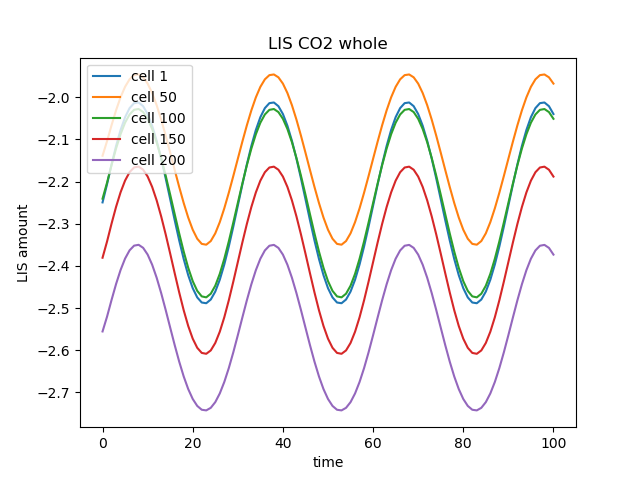 LIS CO2 whole
cell 1
cell 50
cell 100
cell 150
cell 200
LIS amount
−2.0
−2.1
−2.2
−2.3
−2.4
−2.5
−2.6
−2.7
0 20 40 60 80 100
time